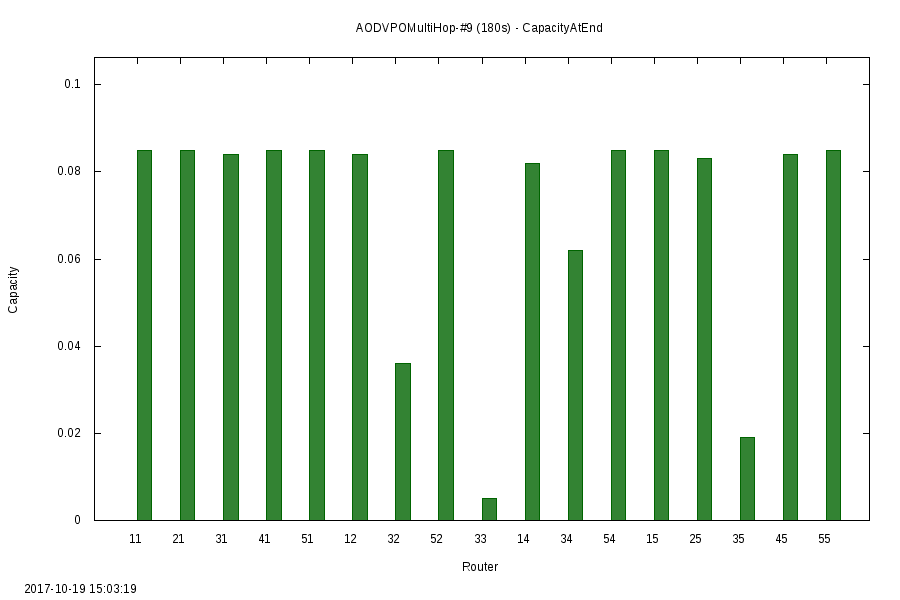 AODVPOMultiHop-#9 (180s) - CapacityAtEnd
0.1
0.08
0.06
0.04
0.02
0
Capacity
11 21 31 41 51 12 32 52 33 14 34 54 15 25 35 45 55
Router
2017-10-19 15:03:19